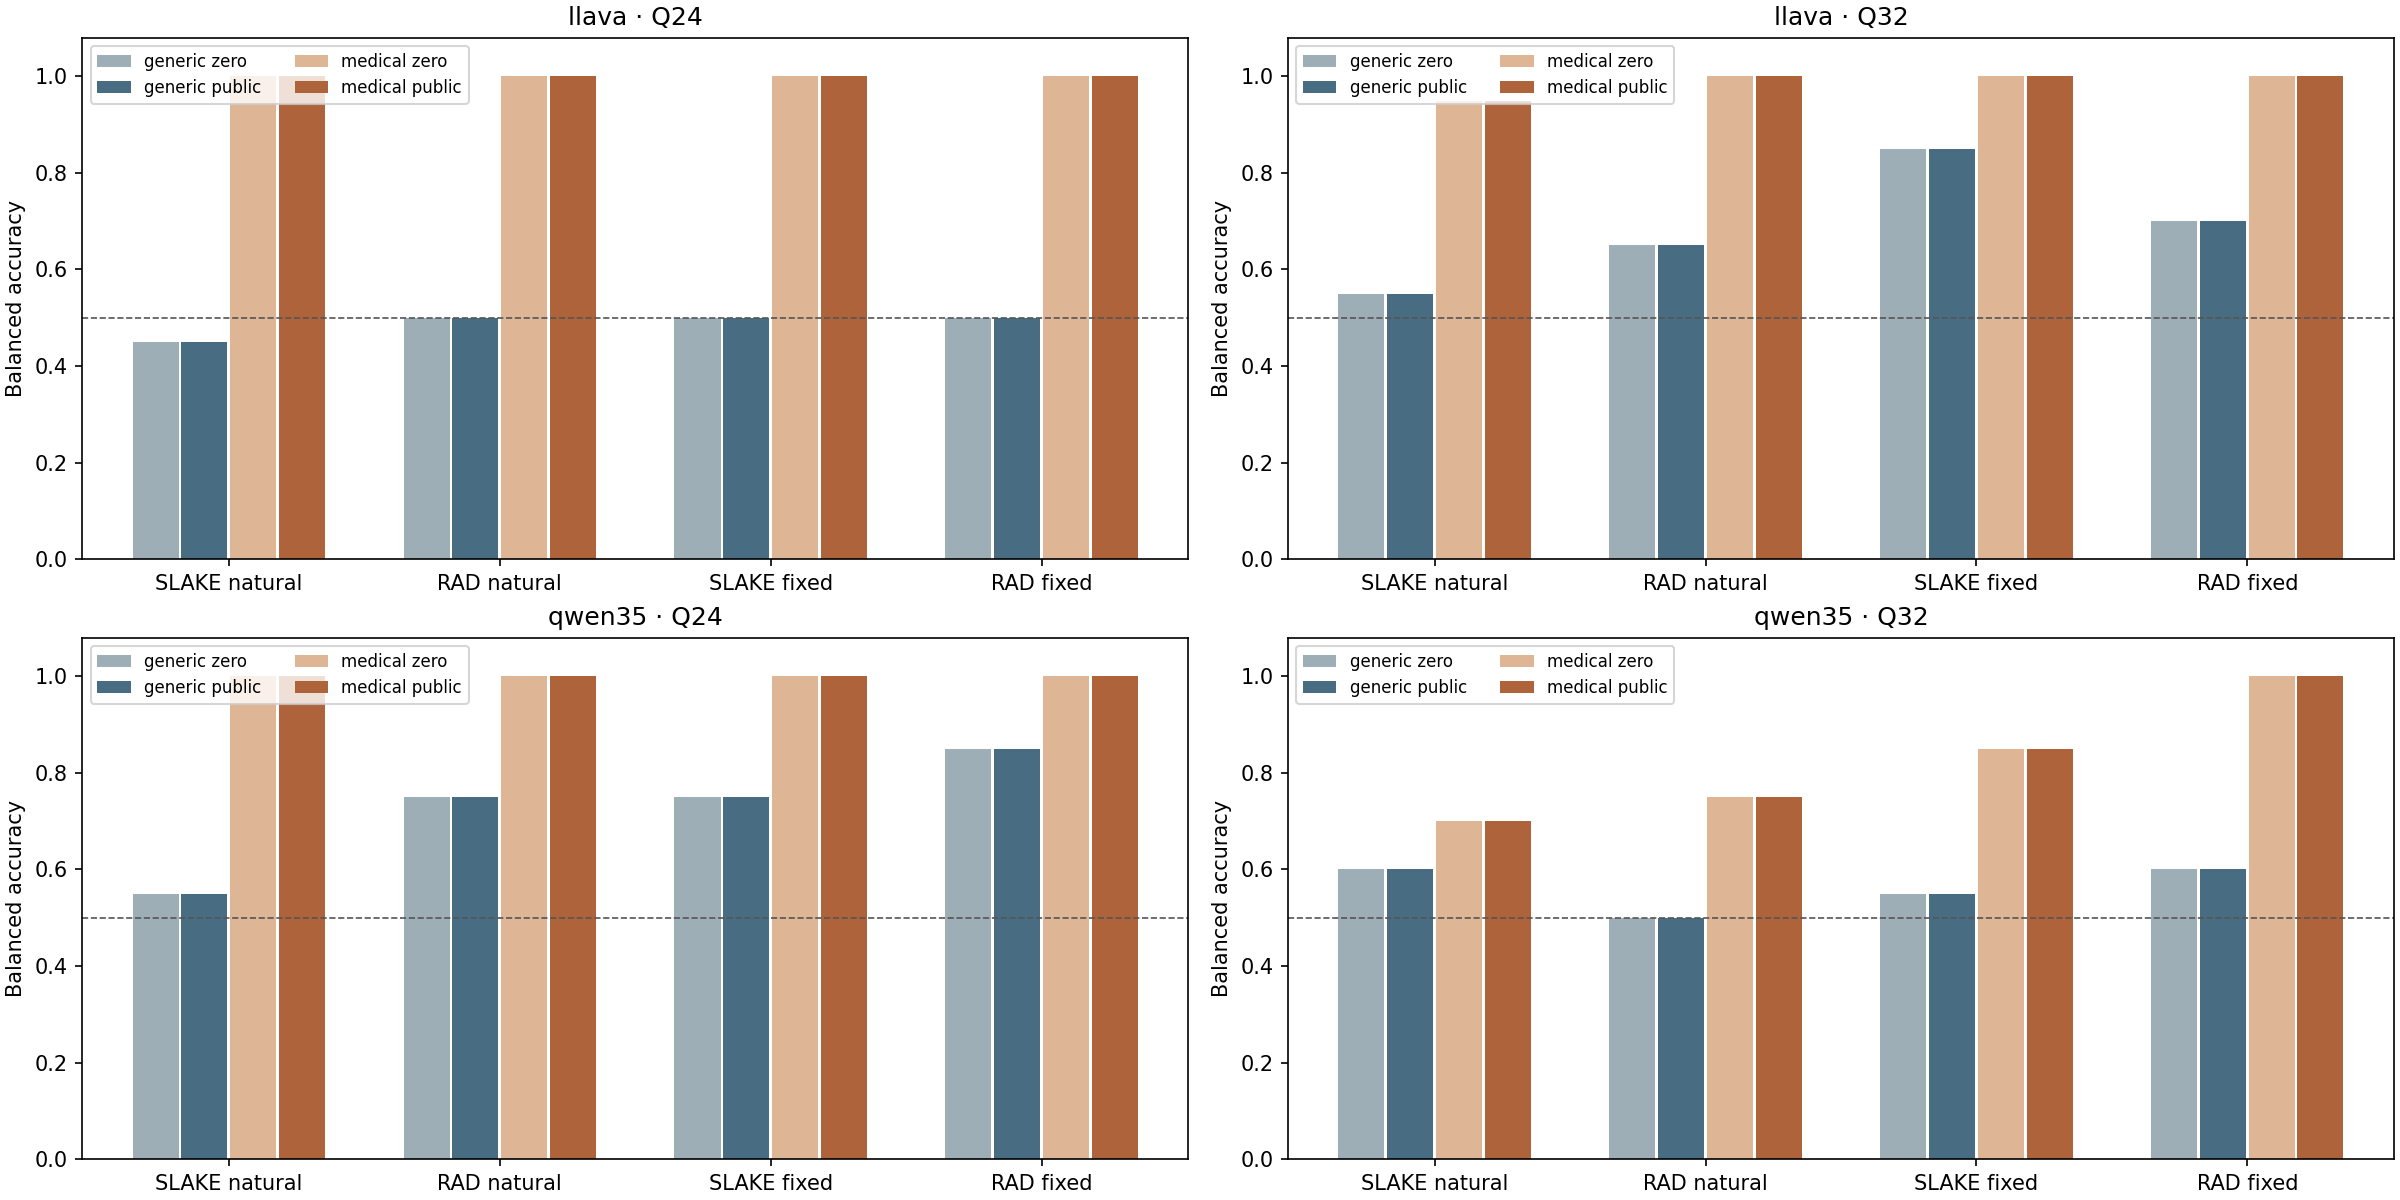 llava · Q24
generic zero medical zero
generic public medical public
1.0
0.8
0.6
0.4
0.2
0.0
Balanced accuracy
SLAKE natural RAD natural SLAKE fixed RAD fixed
llava · Q32
generic zero medical zero
generic public medical public
1.0
0.8
0.6
0.4
0.2
0.0
Balanced accuracy
SLAKE natural RAD natural SLAKE fixed RAD fixed
qwen35 · Q24
generic zero medical zero
generic public medical public
1.0
0.8
0.6
0.4
0.2
0.0
Balanced accuracy
SLAKE natural RAD natural SLAKE fixed RAD fixed
qwen35 · Q32
generic zero medical zero
generic public medical public
1.0
0.8
0.6
0.4
0.2
0.0
Balanced accuracy
SLAKE natural RAD natural SLAKE fixed RAD fixed